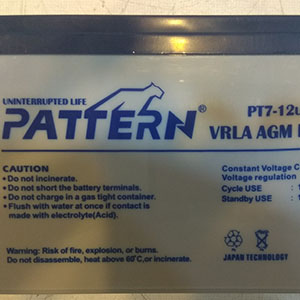 UNINTERRUPTED LIFE
PATTERN®
PT7-12
VRLA AGM
CAUTION
• Do not incinerate.
• Do not short the battery terminals.
• Do not charge in a gas tight container.
• Flush with water at once if contact is
made with electrolyte(Acid).
Constant Voltage
Voltage regulation
Cycle USE :
Standby USE :
Warning: Risk of fire, explosion, or burns.
Do not disassemble, heat above 60°C,or incinerate.
JAPAN TECHNOLOGY